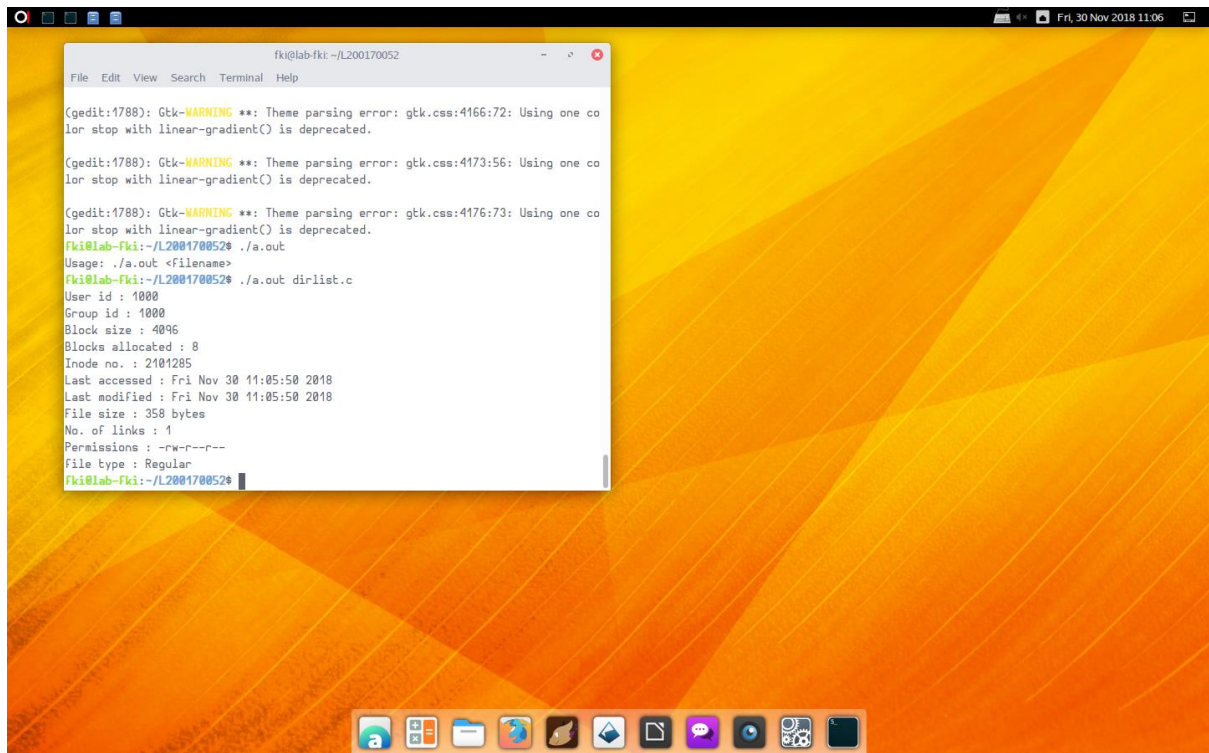 Fri, 30 Nov 2018 11:06
fki@lab-fki: ~/L200170052
File Edit View Search Terminal Help
(gedit:1788): Gtk-WARNING **: Theme parsing error: gtk.css:4166:72: Using one co
lor stop with linear-gradient() is deprecated.
(gedit:1788): Gtk-WARNING **: Theme parsing error: gtk.css:4173:56: Using one co
lor stop with linear-gradient() is deprecated.
(gedit:1788): Gtk-WARNING **: Theme parsing error: gtk.css:4176:73: Using one co
lor stop with linear-gradient() is deprecated.
fki@lab-fki:~/L200170052$ ./a.out
Usage: ./a.out <filename>
fki@lab-fki:~/L200170052$ ./a.out dirlist.c
User id : 1000
Group id : 1000
Block size : 4096
Blocks allocated : 8
Inode no. : 2101285
Last accessed : Fri Nov 30 11:05:50 2018
Last modified : Fri Nov 30 11:05:50 2018
File size : 358 bytes
No. of links : 1
Permissions : -rw-r--r--
File type : Regular
fki@lab-fki:~/L200170052$